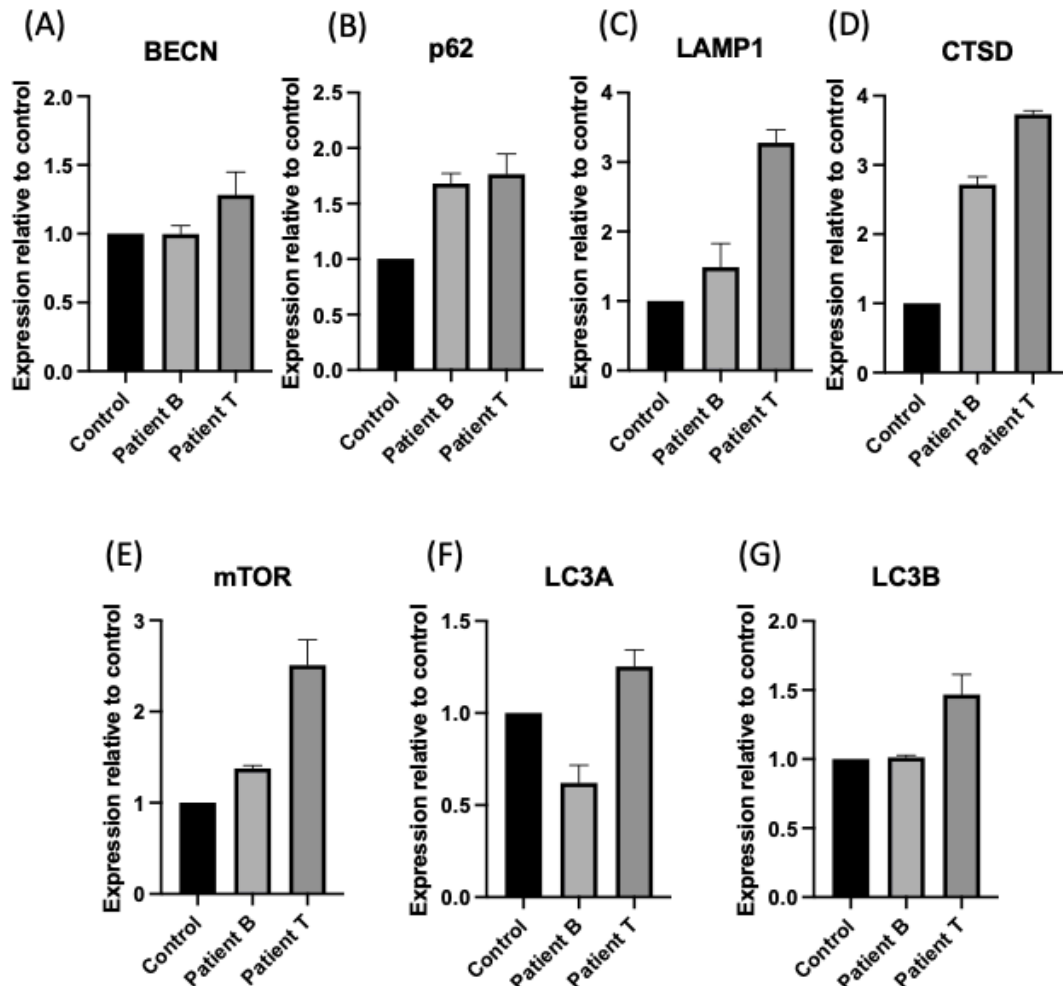 (A)
BECN
Expression relative to control
2.0
1.5
1.0
0.5
0.0
Control
Patient B
Patient T
(B)
p62
Expression relative to control
2.5
2.0
1.5
1.0
0.5
0.0
Control
Patient B
Patient T
(C)
LAMP1
Expression relative to control
4
3
2
1
0
Control
Patient B
Patient T
(D)
CTSD
Expression relative to control
4
3
2
1
0
Control
Patient B
Patient T
(E)
mTOR
Expression relative to control
3
2
1
0
Control
Patient B
Patient T
(F)
LC3A
Expression relative to control
1.5
1.0
0.5
0.0
Control
Patient B
Patient T
(G)
LC3B
Expression relative to control
2.0
1.5
1.0
0.5
0.0
Control
Patient B
Patient T